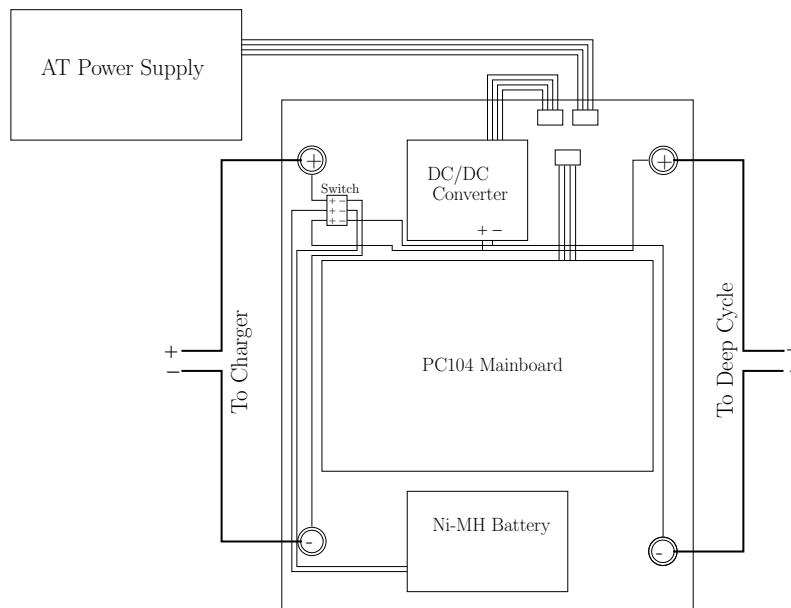 AT Power Supply
+
DC/DC
Converter
+
Switch
+ −
+ −
+ −
+ −
To Charger
+
−
PC104 Mainboard
To Deep Cycle
+
−
Ni-MH Battery
-
-